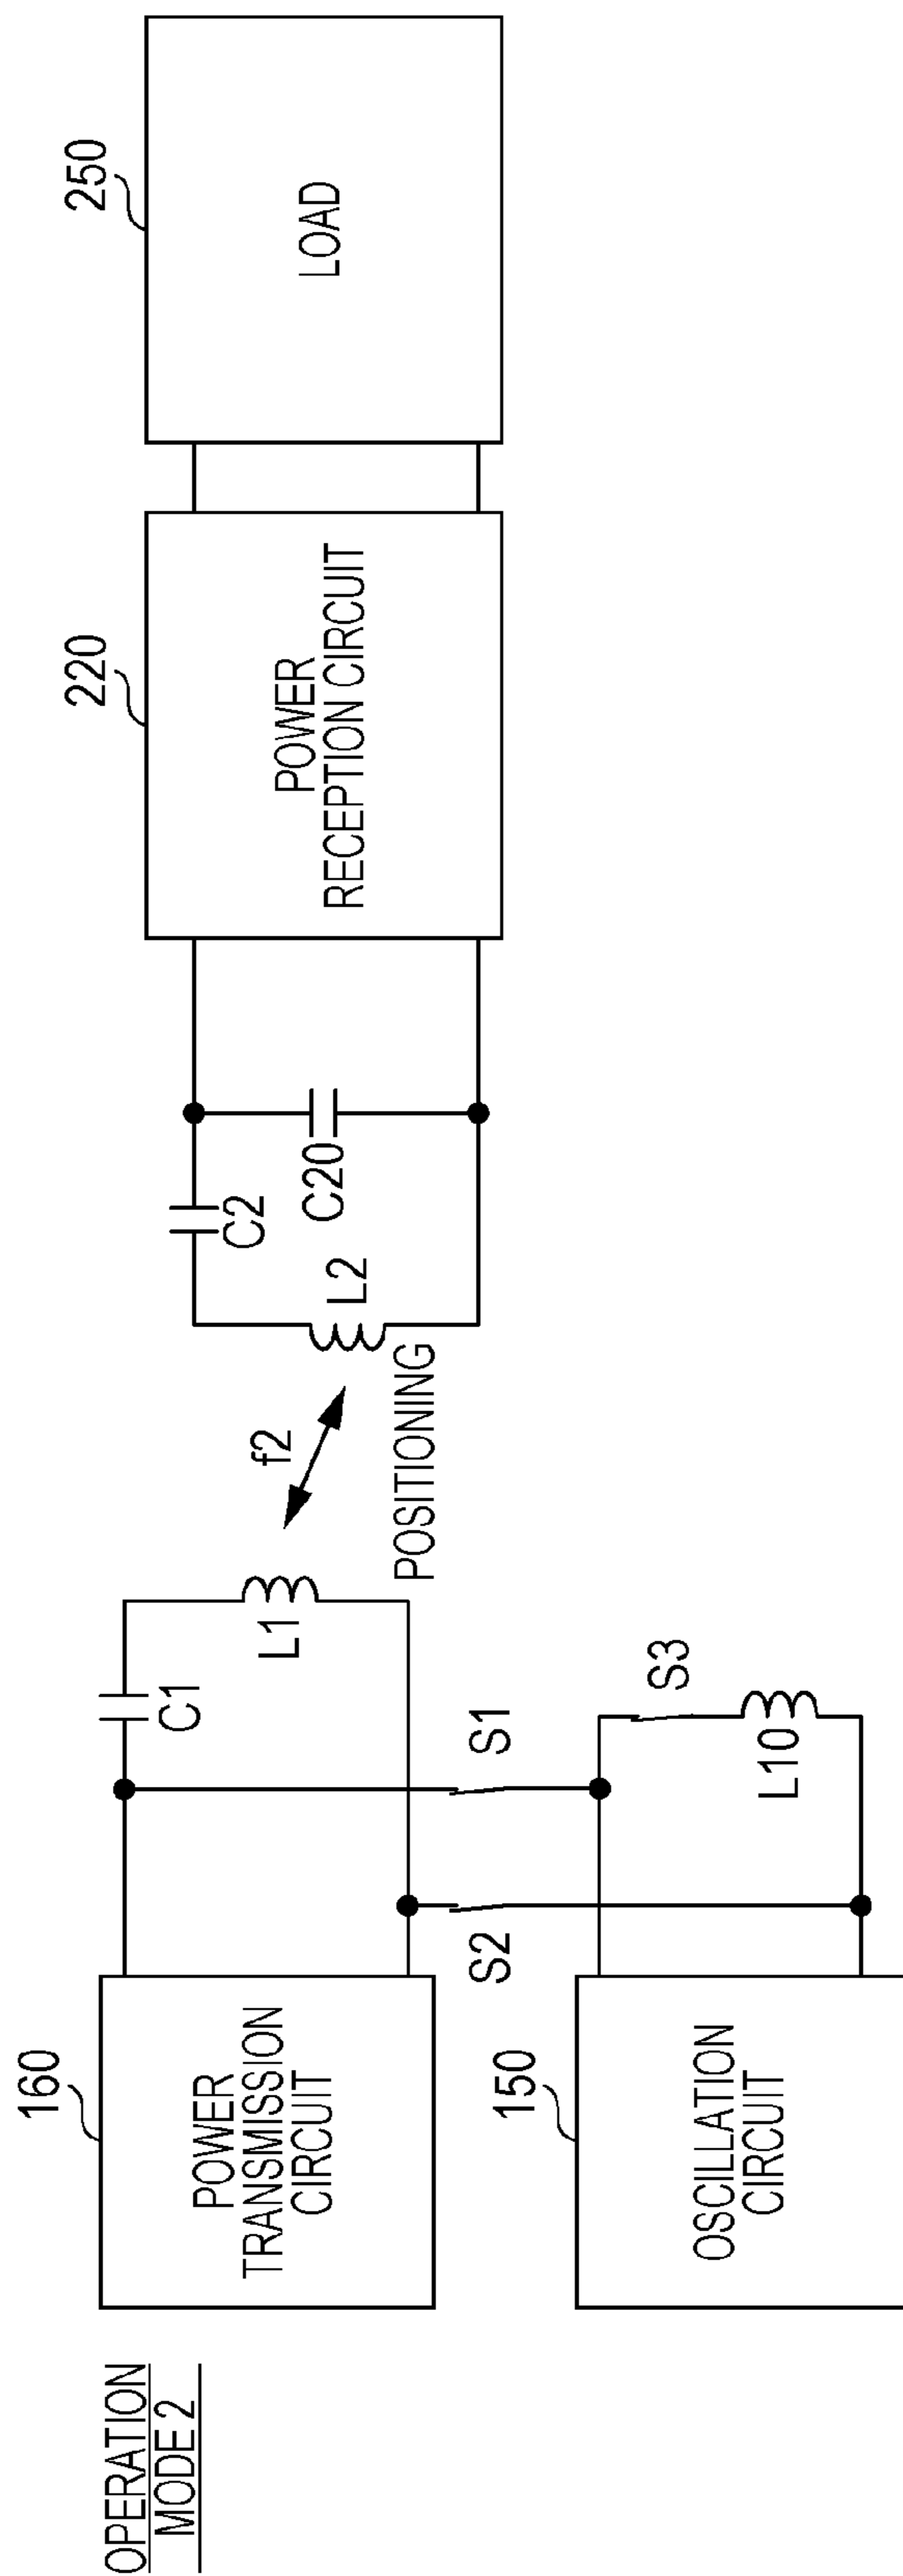 OPERATION
MODE 2
160
POWER
TRANSMISSION
CIRCUIT
C1
L1
f2
POSITIONING
C2
L2
C20
220
POWER
RECEPTION CIRCUIT
250
LOAD
S1
S2
150
OSCILLATION
CIRCUIT
S3
L10